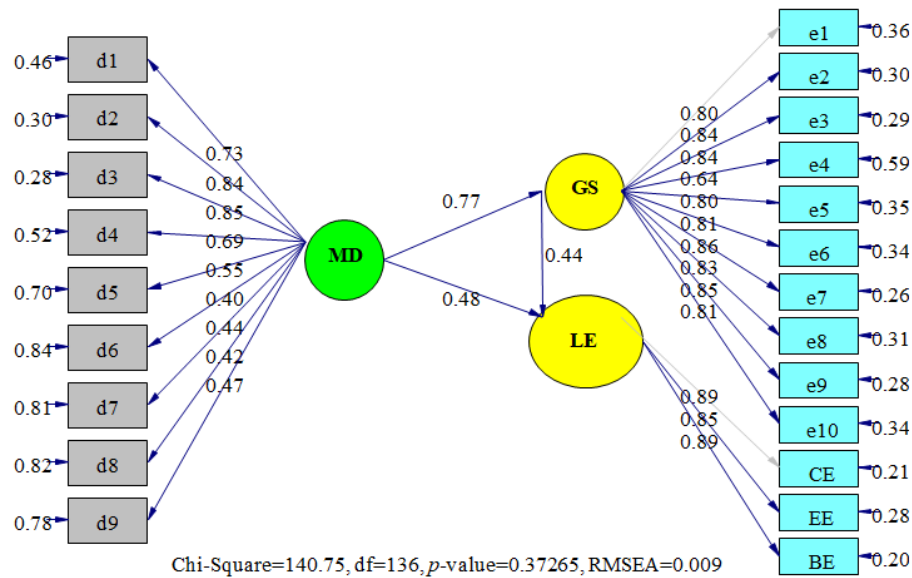 0.46 d1
0.30 d2
0.28 d3
0.52 d4
0.70 d5
0.84 d6
0.81 d7
0.82 d8
0.78 d9
0.73
0.84
0.85
0.69
0.55
0.40
0.44
0.42
0.47
MD
0.77
0.48
GS
0.44
LE
0.80
0.84
0.84
0.64
0.80
0.81
0.86
0.83
0.85
0.81
0.89
0.85
0.89
e1 0.36
e2 0.30
e3 0.29
e4 0.59
e5 0.35
e6 0.34
e7 0.26
e8 0.31
e9 0.28
e10 0.34
CE 0.21
EE 0.28
BE 0.20
Chi-Square=140.75, df=136, p-value=0.37265, RMSEA=0.009